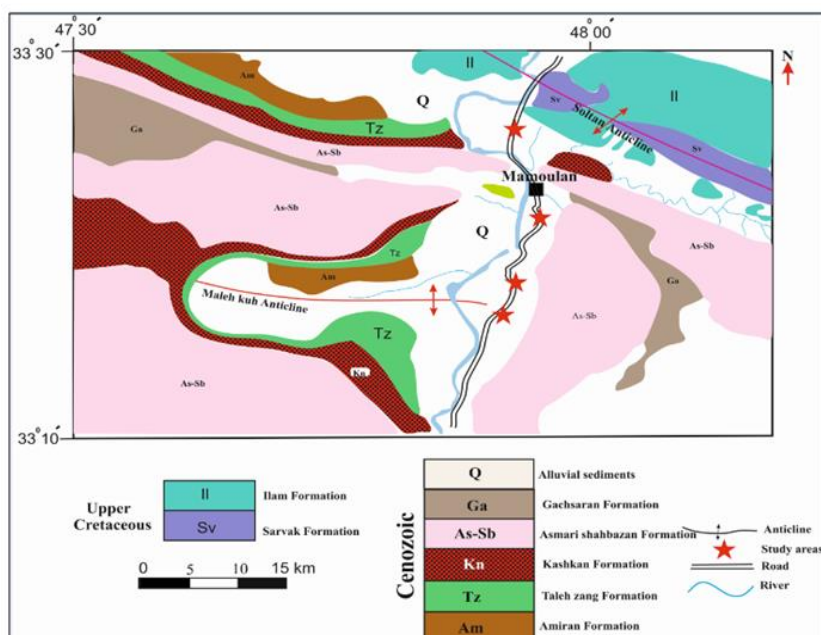 47 30°
48 00°
33 30°
N
Am
Il
Il
Q
Sv
Soltan Anticline
Ga
Tz
Sv
As-Sb
Mamoulan
As-Sb
As-Sb
Q
Tz
Ga
Am
Maleh kuh Anticline
As-Sb
Tz
Kn
As-Sb
33°10'
Upper
Cretaceous
Il Ilam Formation
Sv Sarvak Formation
0 5 10 15 km
Cenozoic
Q Alluvial sediments
Ga Gachsaran Formation
As-Sb Asmari shahbazan Formation
Kn Kashkan Formation
Tz Taleh zang Formation
Am Amiran Formation
Anticline
Study areas
Road
River